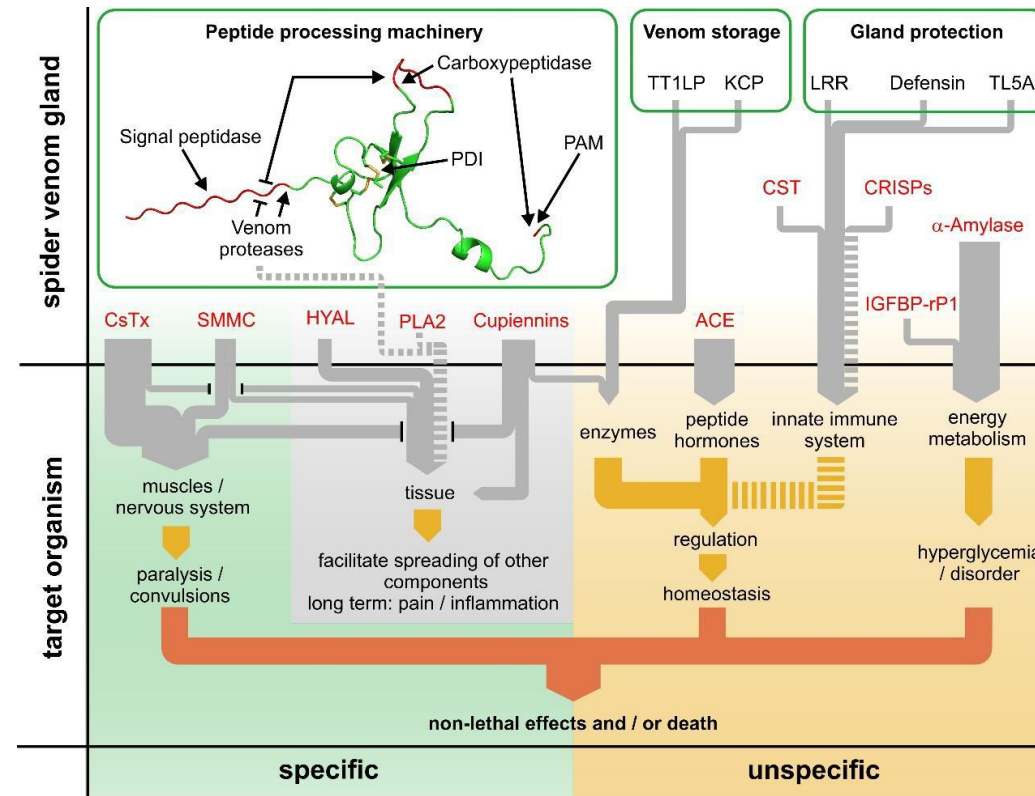 spider venom gland
Peptide processing machinery
Carboxypeptidase
Signal peptidase
PDI
PAM
Venom
proteases
Venom storage
TT1LP KCP
Gland protection
LRR Defensin TL5A
CST
CRISPs
α-Amylase
IGFBP-rP1
CsTx
SMMC
HYAL
PLA2
Cupiennins
ACE
target organism
muscles /
nervous system
paralysis /
convulsions
tissue
facilitate spreading of other
components
long term: pain / inflammation
enzymes
peptide
hormones
innate immune
system
energy
metabolism
regulation
homeostasis
hyperglycemia
/ disorder
non-lethal effects and / or death
specific
unspecific